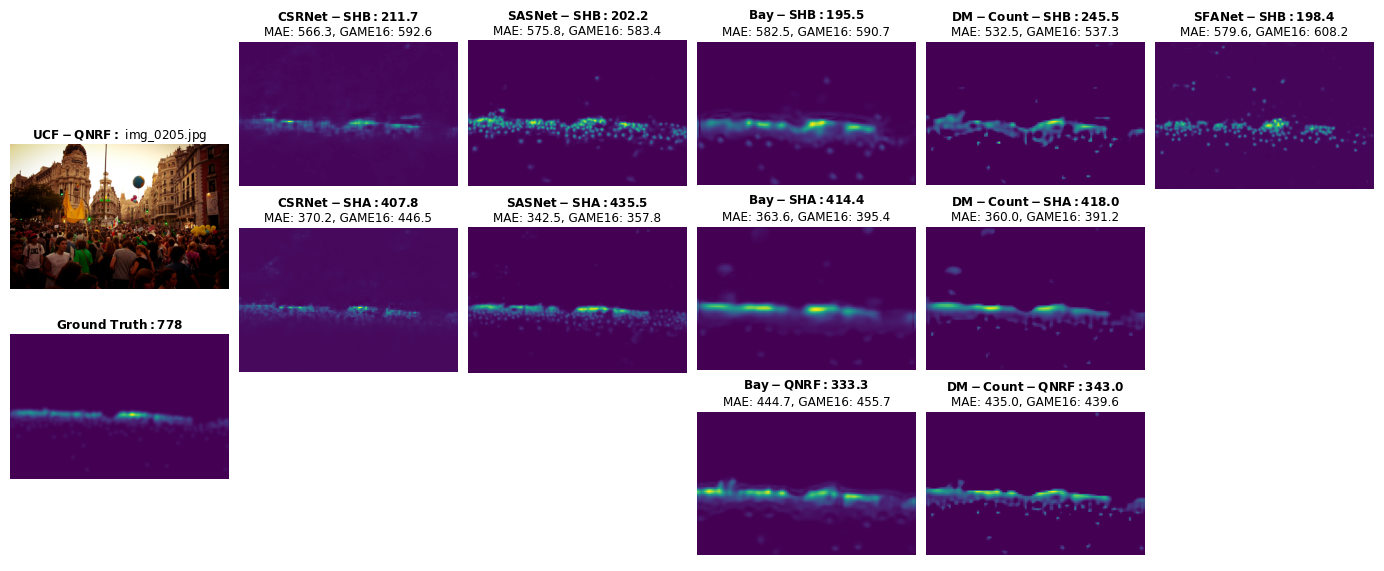 CSRNet − SHB : 211.7
MAE: 566.3, GAME16: 592.6
SASNet − SHB : 202.2
MAE: 575.8, GAME16: 583.4
Bay − SHB : 195.5
MAE: 582.5, GAME16: 590.7
DM − Count − SHB : 245.5
MAE: 532.5, GAME16: 537.3
SFANet − SHB : 198.4
MAE: 579.6, GAME16: 608.2
UCF − QNRF : img_0205.jpg
CSRNet − SHA : 407.8
MAE: 370.2, GAME16: 446.5
SASNet − SHA : 435.5
MAE: 342.5, GAME16: 357.8
Bay − SHA : 414.4
MAE: 363.6, GAME16: 395.4
DM − Count − SHA : 418.0
MAE: 360.0, GAME16: 391.2
Ground Truth : 778
Bay − QNRF : 333.3
MAE: 444.7, GAME16: 455.7
DM − Count − QNRF : 343.0
MAE: 435.0, GAME16: 439.6